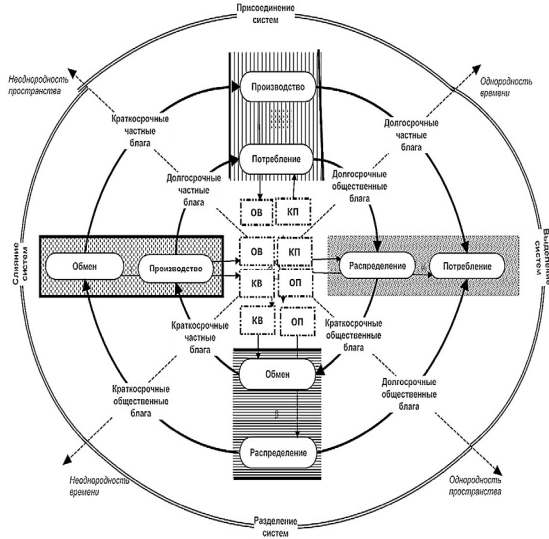 Присоединение
систем
Неоднородность
пространства
Однородность
времени
Производство
Краткосрочные
частные
блага
Долгосрочные
частные
блага
Потребление
Долгосрочные
частные
блага
Долгосрочные
общественные
блага
ОВ
КП
Слияние
систем
Выделение
систем
ОВ
КП
Обмен
Производство
Распределение
Потребление
КВ
ОП
КВ
ОП
Краткосрочные
частные
блага
Краткосрочные
общественные
блага
Обмен
Краткосрочные
общественные
блага
Долгосрочные
общественные
блага
Распределение
Неоднородности
времени
Однородность
пространства
Разделение
систем